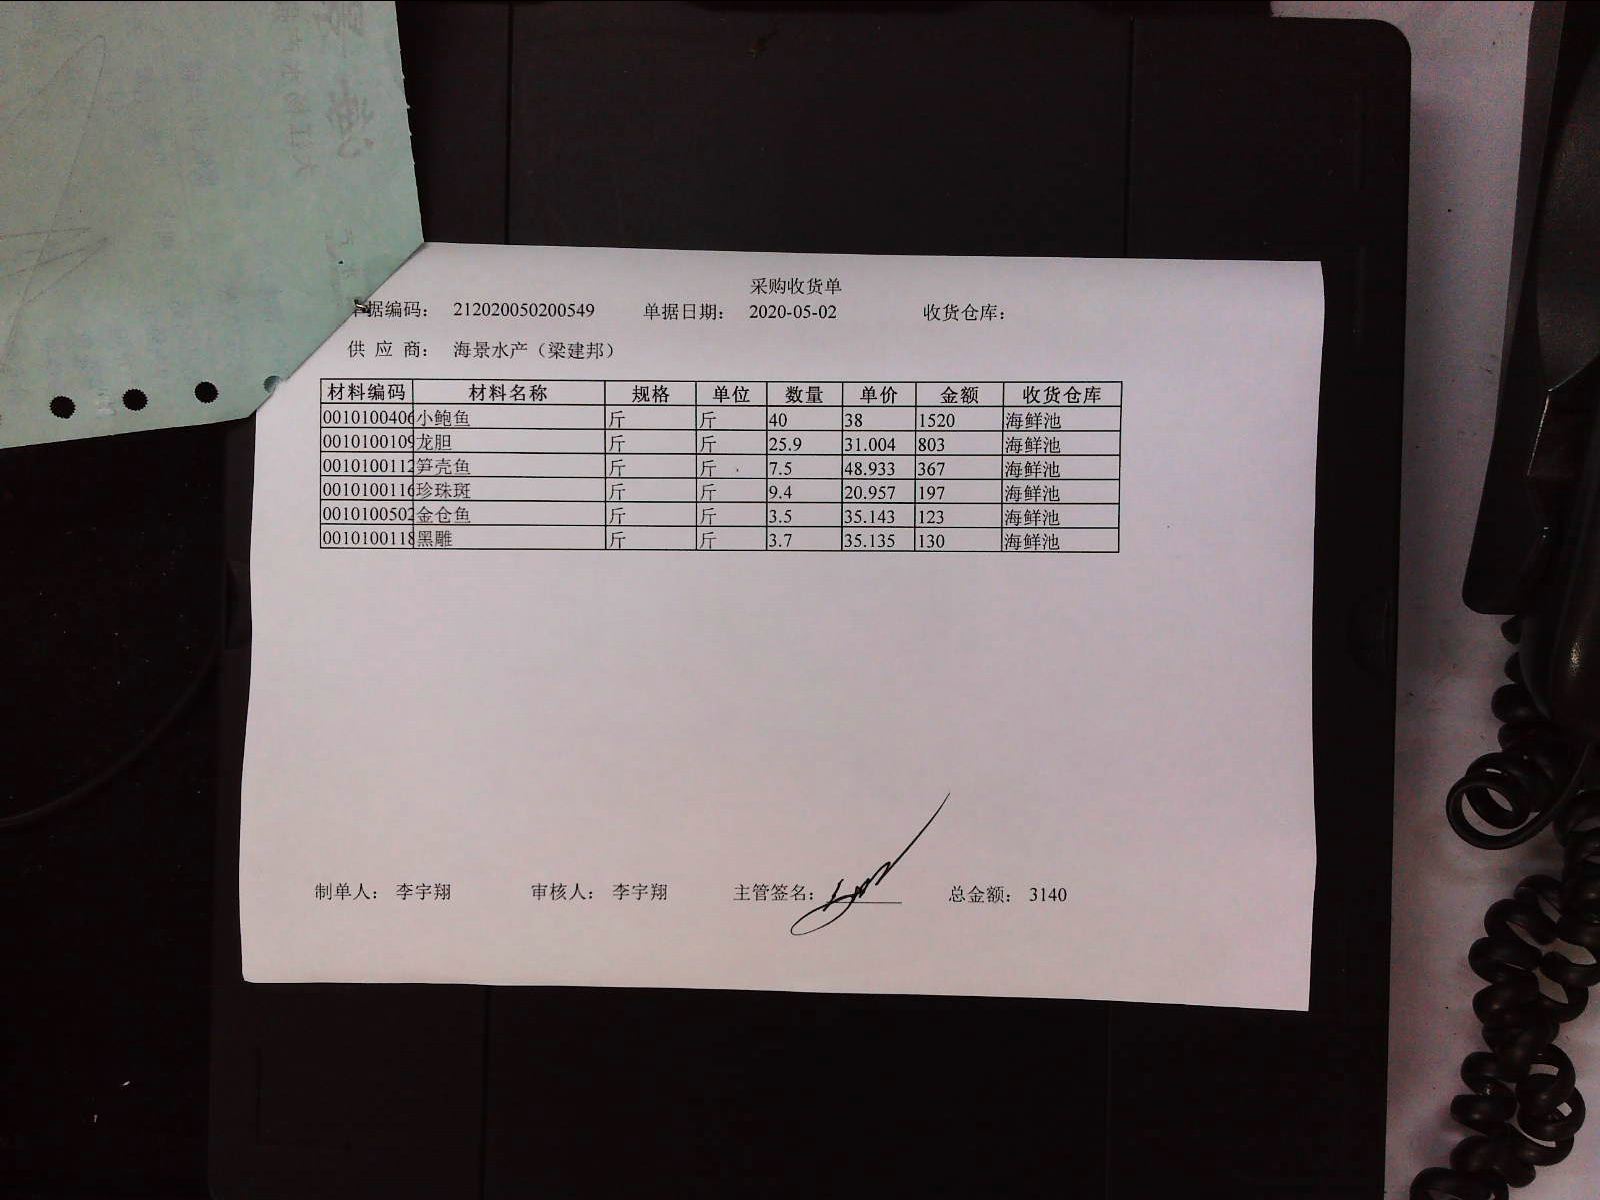 采购收货单
单据编码： 212020050200549 单据日期： 2020-05-02 收货仓库：
供 应 商： 海景水产（梁建邦）
材料编码 材料名称 规格 单位 数量 单价 金额 收货仓库
0010100406 小鲍鱼 斤 斤 40 38 1520 海鲜池
0010100109 龙胆 斤 斤 25.9 31.004 803 海鲜池
0010100112 笋壳鱼 斤 斤 7.5 48.933 367 海鲜池
0010100116 珍珠斑 斤 斤 9.4 20.957 197 海鲜池
0010100502 金仓鱼 斤 斤 3.5 35.143 123 海鲜池
0010100118 黑雕 斤 斤 3.7 35.135 130 海鲜池
制单人： 李宇翔 审核人： 李宇翔 主管签名： 总金额： 3140